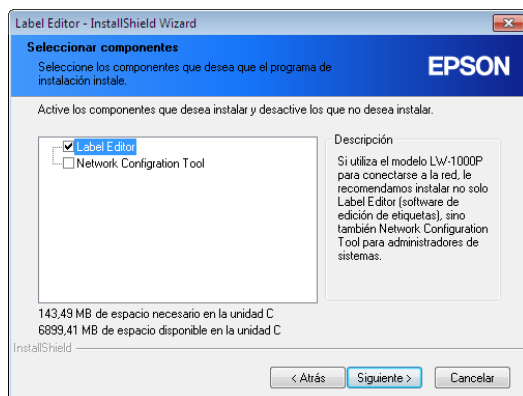 Label Editor - InstallShield Wizard
Seleccionar componentes
Seleccione los componentes que desea que el programa de
instalación instale.
EPSON
Active los componentes que desea instalar y desactive los que no desea instalar.
Label Editor
Network Configration Tool
Descripción
Si utiliza el modelo LW-1000P
para conectarse a la red, le
recomendamos instalar no solo
Label Editor (software de
edición de etiquetas), sino
también Network Configuration
Tool para administradores de
sistemas.
143,49 MB de espacio necesario en la unidad C
6899,41 MB de espacio disponible en la unidad C
InstallShield
< Atrás
Siguiente >
Cancelar